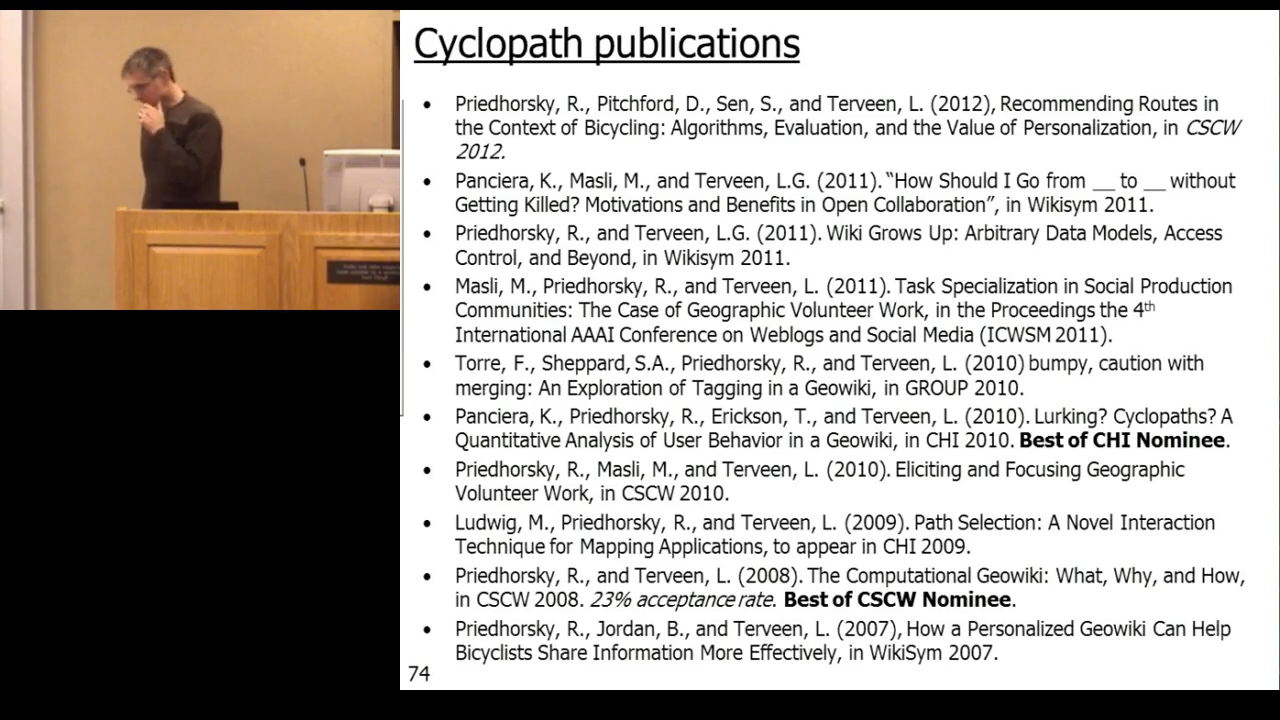 Cyclopath publications
• Priedhorsky, R., Pitchford, D., Sen, S., and Terveen, L. (2012), Recommending Routes in
the Context of Bicycling: Algorithms, Evaluation, and the Value of Personalization, in CSCW
2012.
• Panciera, K., Masli, M., and Terveen, L.G. (2011). “How Should I Go from __ to __ without
Getting Killed? Motivations and Benefits in Open Collaboration”, in Wikisym 2011.
• Priedhorsky, R., and Terveen, L.G. (2011). Wiki Grows Up: Arbitrary Data Models, Access
Control, and Beyond, in Wikisym 2011.
• Masli, M., Priedhorsky, R., and Terveen, L. (2011). Task Specialization in Social Production
Communities: The Case of Geographic Volunteer Work, in the Proceedings the 4th
International AAAI Conference on Weblogs and Social Media (ICWSM 2011).
• Torre, F., Sheppard, S.A., Priedhorsky, R., and Terveen, L. (2010) bumpy, caution with
merging: An Exploration of Tagging in a Geowiki, in GROUP 2010.
• Panciera, K., Priedhorsky, R., Erickson, T., and Terveen, L. (2010). Lurking? Cyclopaths? A
Quantitative Analysis of User Behavior in a Geowiki, in CHI 2010. Best of CHI Nominee.
• Priedhorsky, R., Masli, M., and Terveen, L. (2010). Eliciting and Focusing Geographic
Volunteer Work, in CSCW 2010.
• Ludwig, M., Priedhorsky, R., and Terveen, L. (2009). Path Selection: A Novel Interaction
Technique for Mapping Applications, to appear in CHI 2009.
• Priedhorsky, R., and Terveen, L. (2008). The Computational Geowiki: What, Why, and How,
in CSCW 2008. 23% acceptance rate. Best of CSCW Nominee.
• Priedhorsky, R., Jordan, B., and Terveen, L. (2007), How a Personalized Geowiki Can Help
Bicyclists Share Information More Effectively, in WikiSym 2007.
74